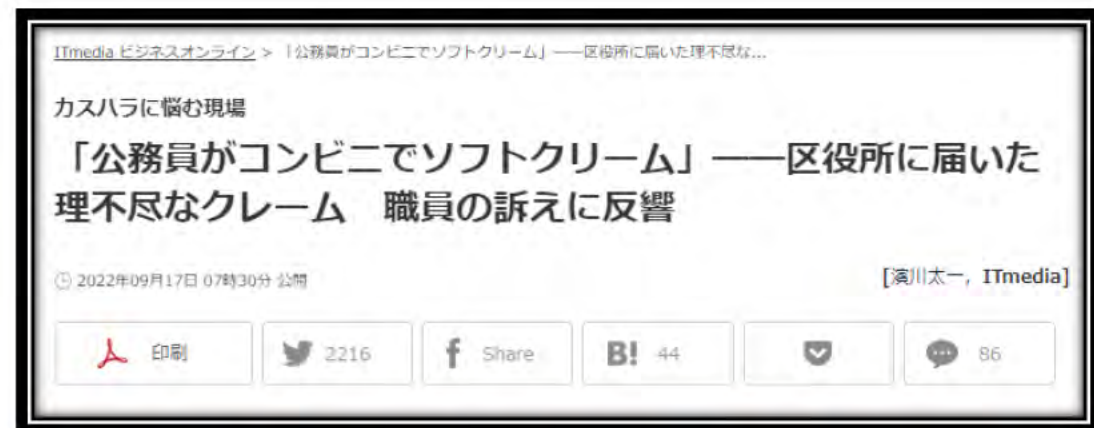 ITmedia ビジネスオンライン > 「公務員がコンビニでソフトクリーム」――区役所に届いた理不尽な...
カスハラに悩む現場
「公務員がコンビニでソフトクリーム」――区役所に届いた
理不尽なクレーム　職員の訴えに反響
2022年09月17日 07時30分 公開
[濱川太一，ITmedia]
印刷 2216 Share B! 44 86